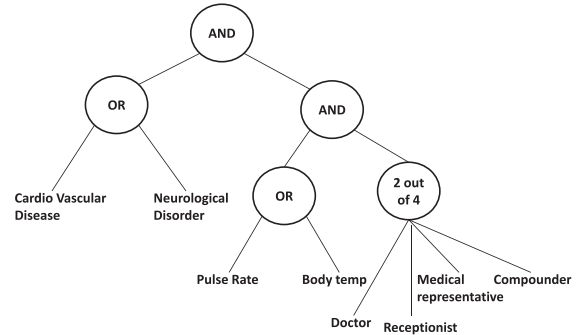 AND
OR
AND
Cardio Vascular
Disease
Neurological
Disorder
OR
2 out
of 4
Pulse Rate
Body temp
Medical
representative
Compounder
Doctor
Receptionist